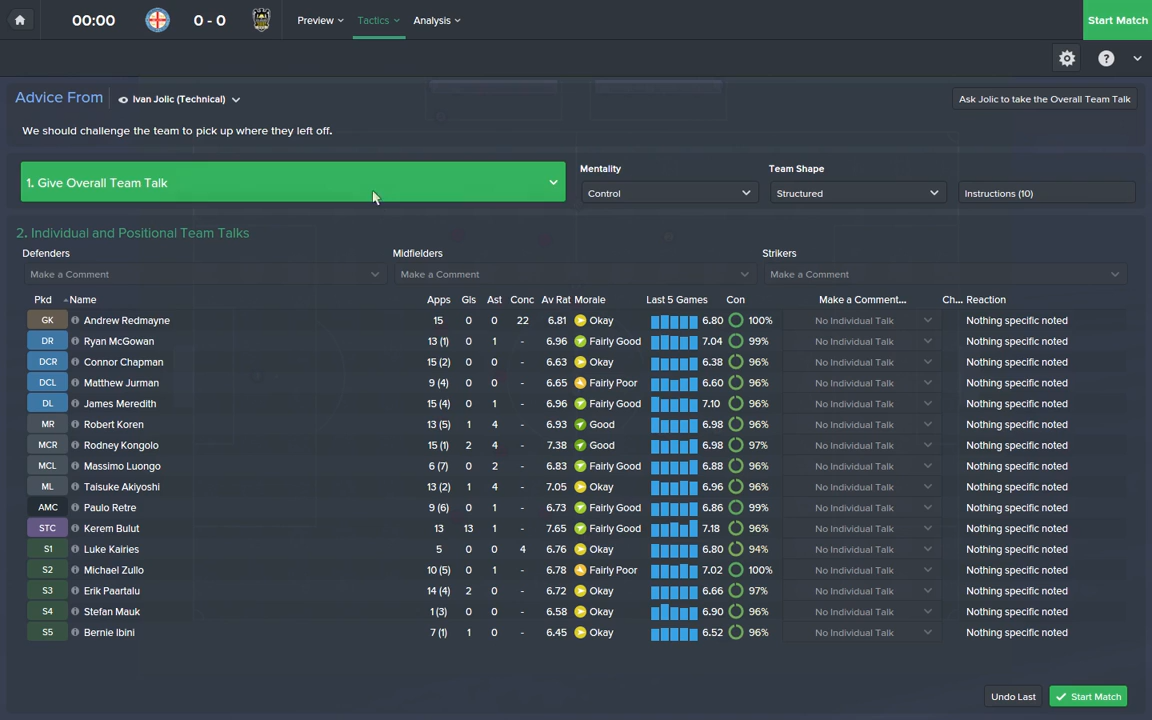 00:00 0 - 0 Preview Tactics Analysis Start Match
?
Advice From Ivan Jolic (Technical) Ask Jolic to take the Overall Team Talk
We should challenge the team to pick up where they left off.
1. Give Overall Team Talk
Mentality Team Shape
Control Structured Instructions (10)
2. Individual and Positional Team Talks
Defenders Midfielders Strikers
Make a Comment Make a Comment Make a Comment
Pkd Name Apps Gls Ast Conc Av Rat Morale Last 5 Games Con Make a Comment... Ch... Reaction
GK Andrew Redmayne 15 0 0 22 6.81 Okay 6.80 100% No Individual Talk Nothing specific noted
DR Ryan McGowan 13 (1) 0 1 - 6.96 Fairly Good 7.04 99% No Individual Talk Nothing specific noted
DCR Connor Chapman 15 (2) 0 0 - 6.63 Okay 6.38 96% No Individual Talk Nothing specific noted
DCL Matthew Jurman 9 (4) 0 0 - 6.65 Fairly Poor 6.60 96% No Individual Talk Nothing specific noted
DL James Meredith 15 (4) 0 1 - 6.96 Fairly Good 7.10 96% No Individual Talk Nothing specific noted
MR Robert Koren 13 (5) 1 4 - 6.93 Good 6.98 96% No Individual Talk Nothing specific noted
MCR Rodney Kongolo 15 (1) 2 4 - 7.38 Good 6.98 97% No Individual Talk Nothing specific noted
MCL Massimo Luongo 6 (7) 0 2 - 6.83 Fairly Good 6.88 96% No Individual Talk Nothing specific noted
ML Taisuke Akiyoshi 13 (2) 1 4 - 7.05 Okay 6.96 96% No Individual Talk Nothing specific noted
AMC Paulo Retre 9 (6) 0 1 - 6.73 Fairly Good 6.86 99% No Individual Talk Nothing specific noted
STC Kerem Bulut 13 13 1 - 7.65 Fairly Good 7.18 96% No Individual Talk Nothing specific noted
S1 Luke Kairies 5 0 0 4 6.76 Okay 6.80 94% No Individual Talk Nothing specific noted
S2 Michael Zullo 10 (5) 0 1 - 6.78 Fairly Poor 7.02 100% No Individual Talk Nothing specific noted
S3 Erik Paartalu 14 (4) 2 0 - 6.72 Okay 6.66 97% No Individual Talk Nothing specific noted
S4 Stefan Mauk 1 (3) 0 0 - 6.58 Okay 6.90 96% No Individual Talk Nothing specific noted
S5 Bernie Ibini 7 (1) 1 0 - 6.45 Okay 6.52 96% No Individual Talk Nothing specific noted
Undo Last Start Match